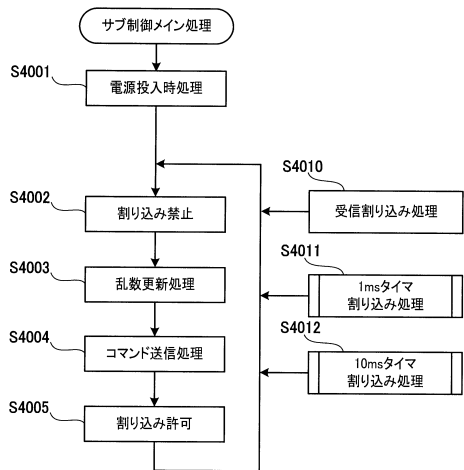 サブ制御メイン処理
S4001
電源投入時処理
S4002
割り込み禁止
S4003
乱数更新処理
S4004
コマンド送信処理
S4005
割り込み許可
S4010
受信割り込み処理
S4011
1msタイマ
割り込み処理
S4012
10msタイマ
割り込み処理